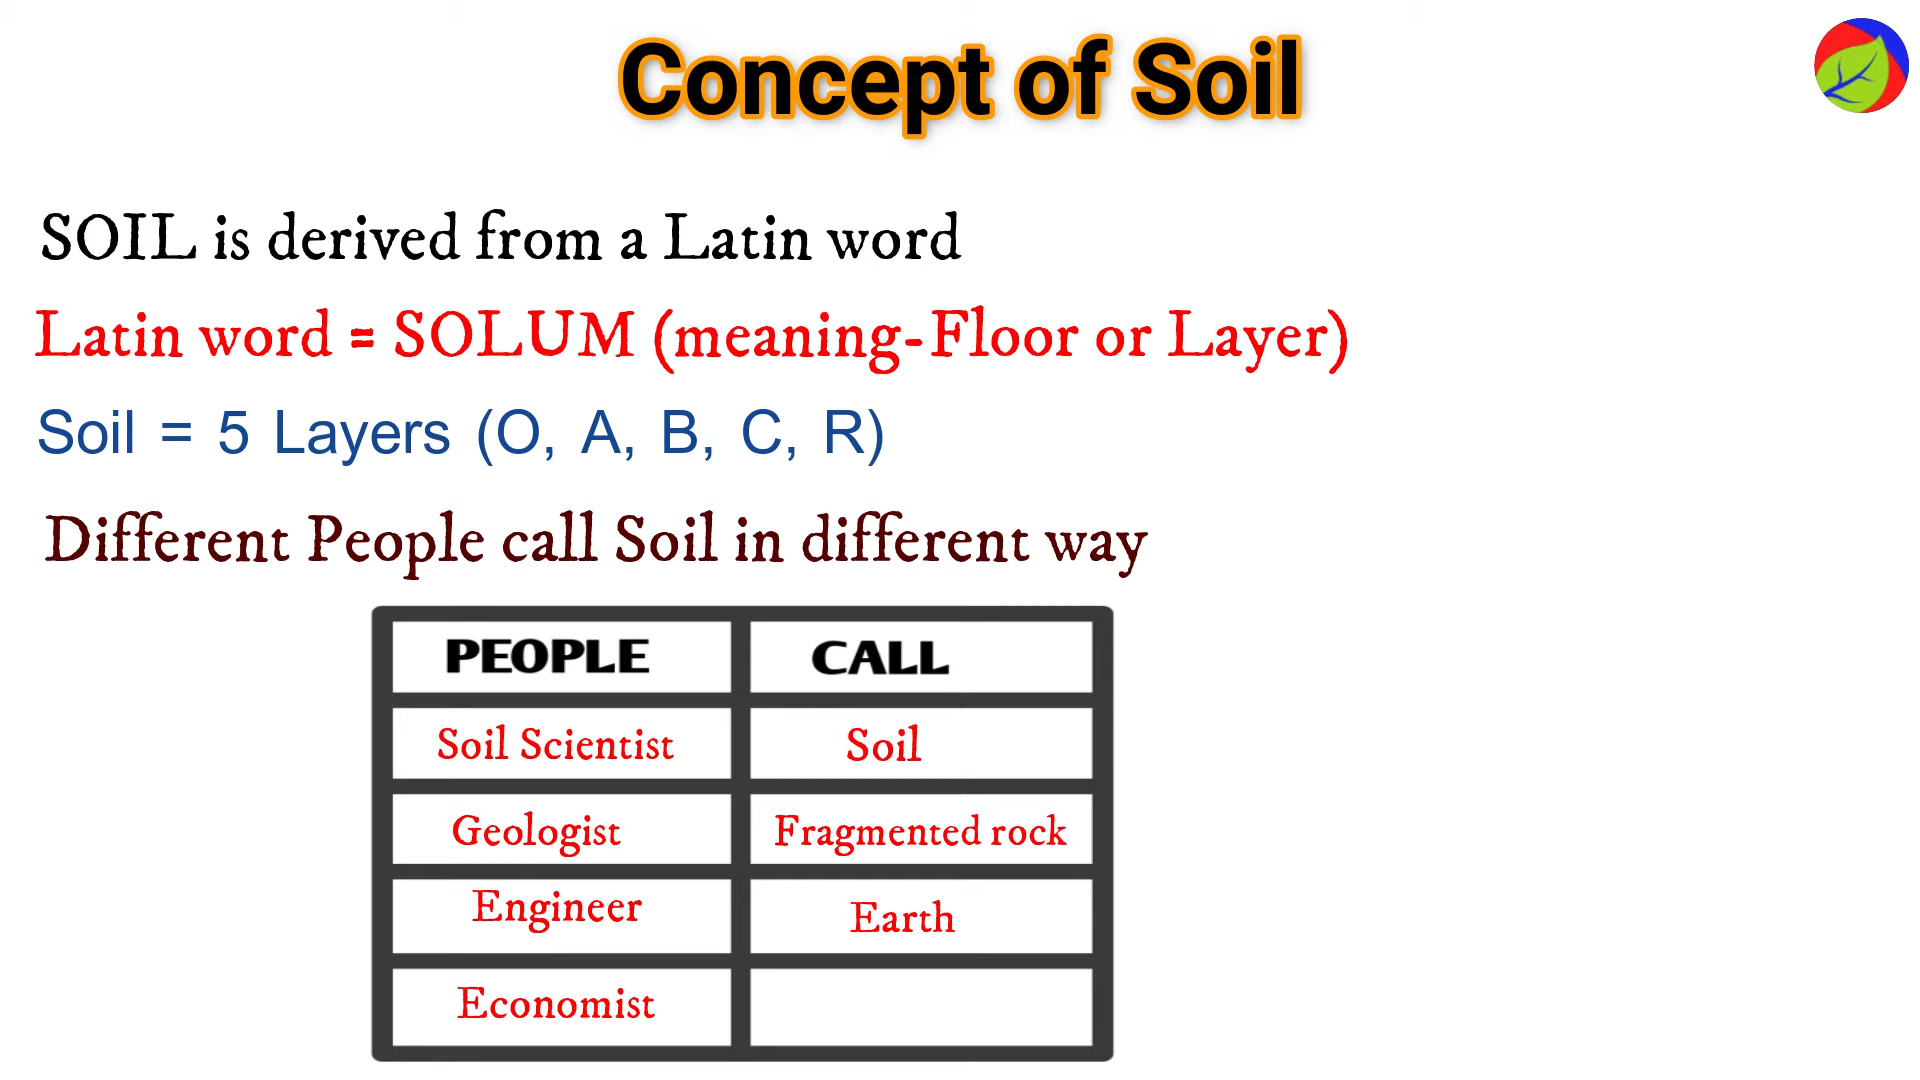 Concept of Soil
SOIL is derived from a Latin word
Latin word = SOLUM (meaning-Floor or Layer)
Soil = 5 Layers (O, A, B, C, R)
Different People call Soil in different way
PEOPLE CALL
Soil Scientist Soil
Geologist Fragmented rock
Engineer Earth
Economist